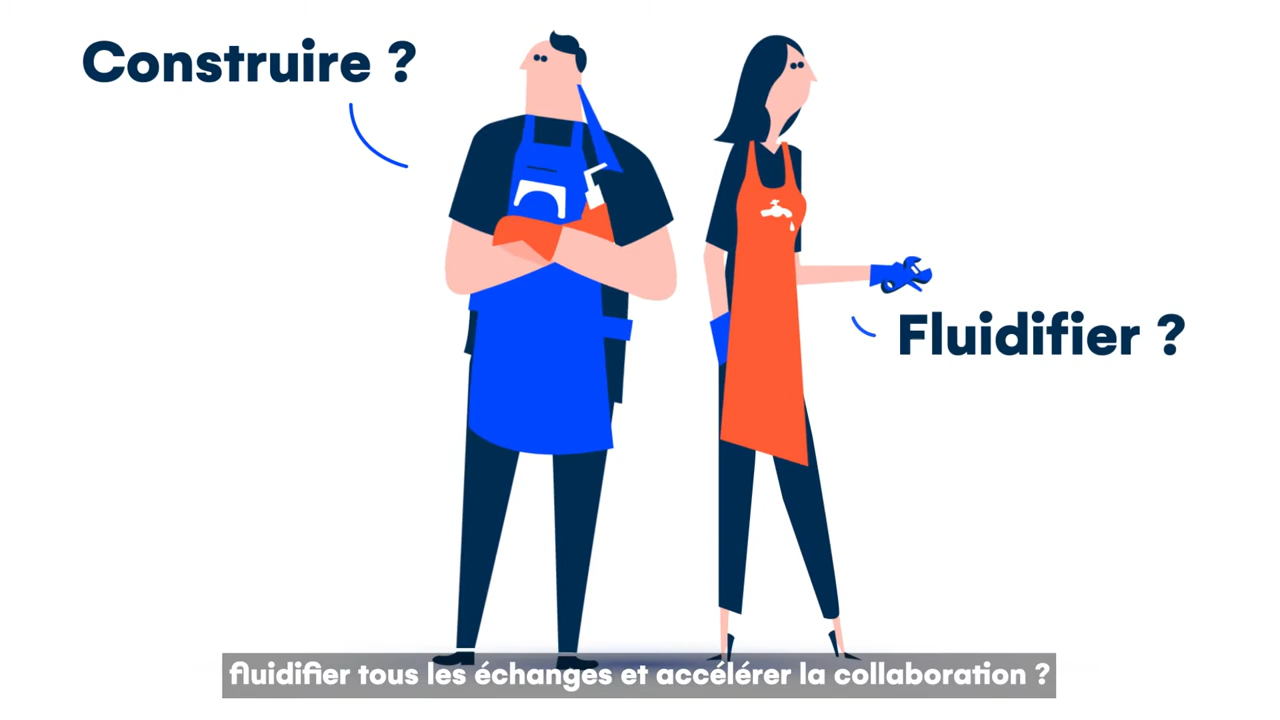 Construire ?
Fluidifier ?
fluidifier tous les échanges et accélérer la collaboration ?